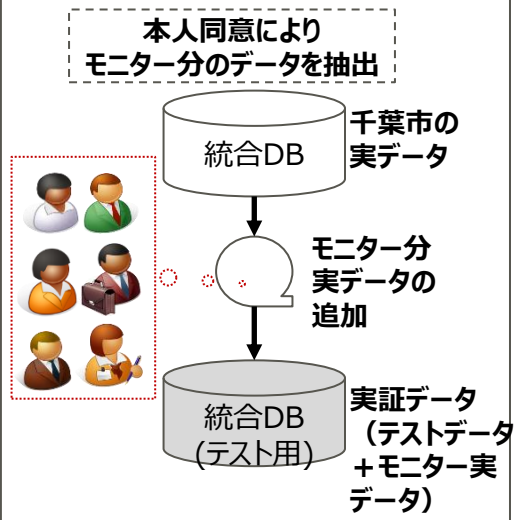 本人同意により
モニター分のデータを抽出
統合DB
千葉市の
実データ
モニター分
実データの
追加
統合DB
(テスト用)
実証データ
（テストデータ
＋モニター実
データ）